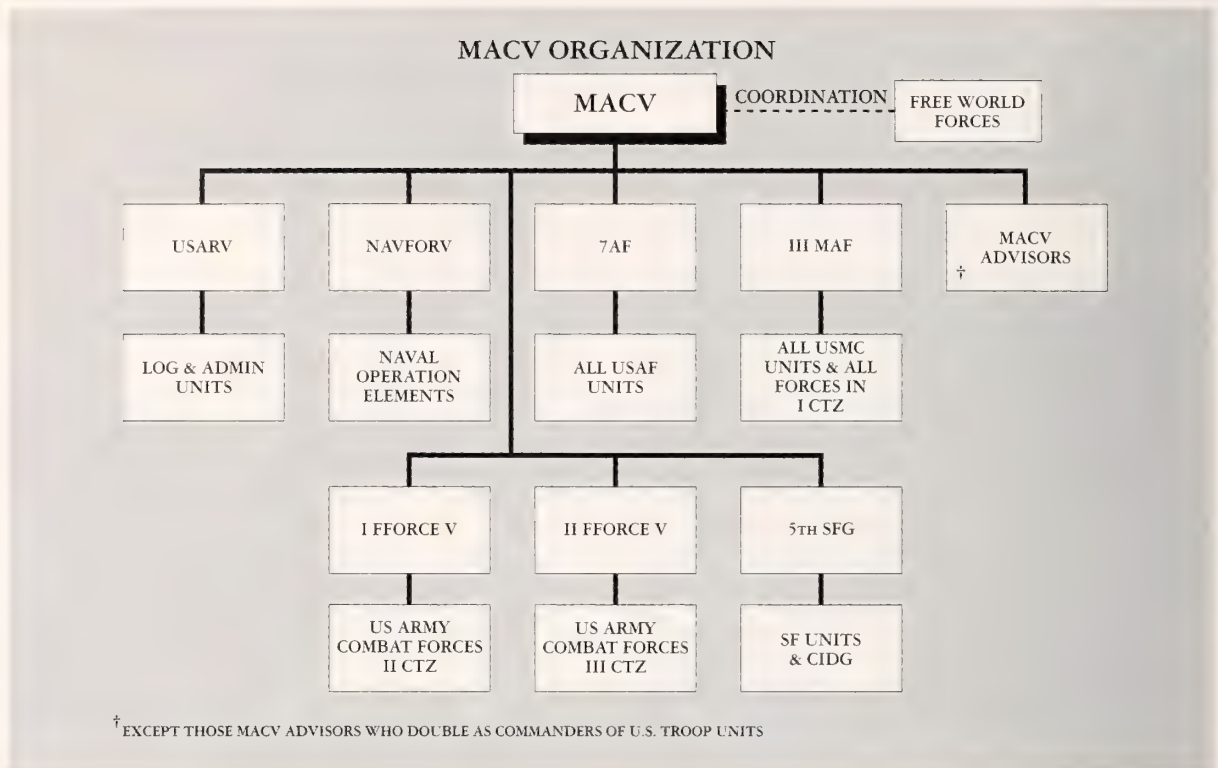 MACV ORGANIZATION
MACV
COORDINATION
FREE WORLD
FORCES
USARV
NAVFORV
7AF
III MAF
MACV
ADVISORS
†
LOG & ADMIN
UNITS
NAVAL
OPERATION
ELEMENTS
ALL USAF
UNITS
ALL USMC
UNITS & ALL
FORCES IN
I CTZ
I FFORCE V
II FFORCE V
5TH SFG
US ARMY
COMBAT FORCES
II CTZ
US ARMY
COMBAT FORCES
III CTZ
SF UNITS
& CIDG
† EXCEPT THOSE MACV ADVISORS WHO DOUBLE AS COMMANDERS OF U.S. TROOP UNITS